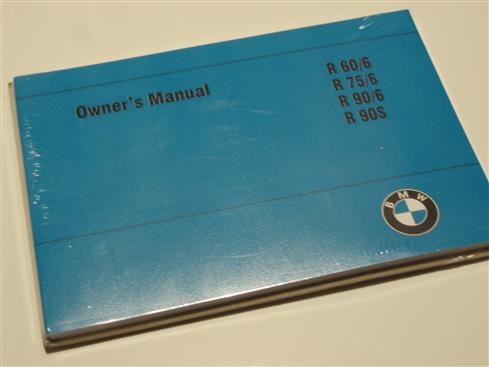 Owner's Manual
R 60/6
R 75/6
R 90/6
R 90S
BMW